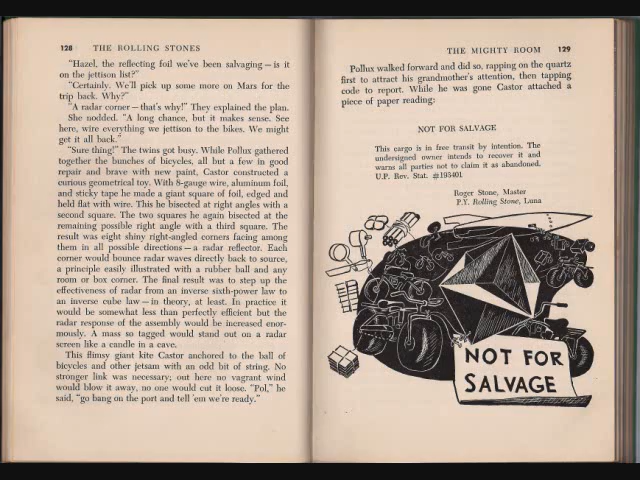 128 THE ROLLING STONES
"Hazel, the reflecting foil we've been salvaging — is it
on the jettison list?"
"Certainly. We'll pick up some more on Mars for the
trip back. Why?"
"A radar corner — that's why!" They explained the plan.
She nodded. "A long chance, but it makes sense. See
here, wire everything we jettison to the bikes. We might
get it all back."
"Sure thing!" The twins got busy. While Pollux gathered
together the bunches of bicycles, all but a few in good
repair and brave with new paint, Castor constructed a
curious geometrical toy. With 8-gauge wire, aluminum foil,
and sticky tape he made a giant square of foil, edged and
held flat with wire. This he bisected at right angles with a
second square. The two squares he again bisected at the
remaining possible right angle with a third square. The
result was eight shiny right-angled corners facing among
them in all possible directions — a radar reflector. Each
corner would bounce radar waves directly back to source,
a principle easily illustrated with a rubber ball and any
room or box corner. The final result was to step up the
effectiveness of radar from an inverse sixth-power law to
an inverse cube law — in theory, at least. In practice it
would be somewhat less than perfectly efficient but the
radar response of the assembly would be increased enor-
mously. A mass so tagged would stand out on a radar
screen like a candle in a cave.
This flimsy giant kite Castor anchored to the ball of
bicycles and other jetsam with an odd bit of string. No
stronger link was necessary; out here no vagrant wind
would blow it away, no one would cut it loose. "Pol," he
said, "go bang on the port and tell 'em we're ready."
THE MIGHTY ROOM 129
Pollux walked forward and did so, rapping on the quartz
first to attract his grandmother's attention, then tapping
code to report. While he was gone Castor attached a
piece of paper reading:
NOT FOR SALVAGE
This cargo is in free transit by intention. The
undersigned owner intends to recover it and
warns all parties not to claim it as abandoned.
U.P. Rev. Stat. #193401
Roger Stone, Master
P.Y. Rolling Stone, Luna
NOT FOR
SALVAGE